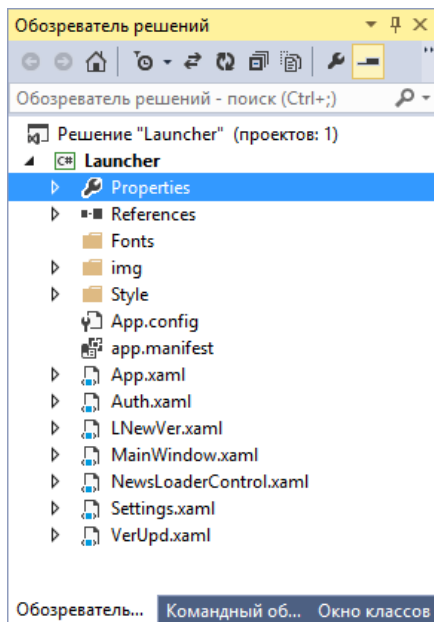 Обозреватель решений
Обозреватель решений - поиск (Ctrl+;)
Решение "Launcher" (проектов: 1)
C# Launcher
Properties
References
Fonts
img
Style
App.config
app.manifest
App.xaml
Auth.xaml
LNewVer.xaml
MainWindow.xaml
NewsLoaderControl.xaml
Settings.xaml
VerUpd.xaml
Обозреватель... Командный об... Окно классов